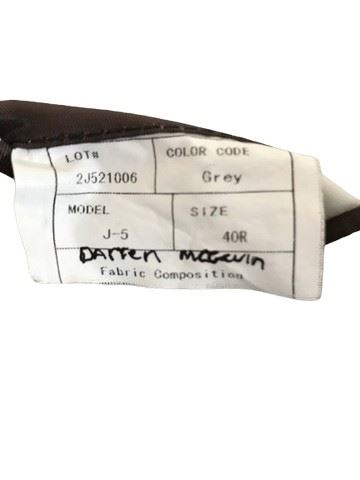 LOT# COLOR CODE
2J521006 Grey
MODEL SIZE
J-5 40R
Darren McGavin
Fabric Composition